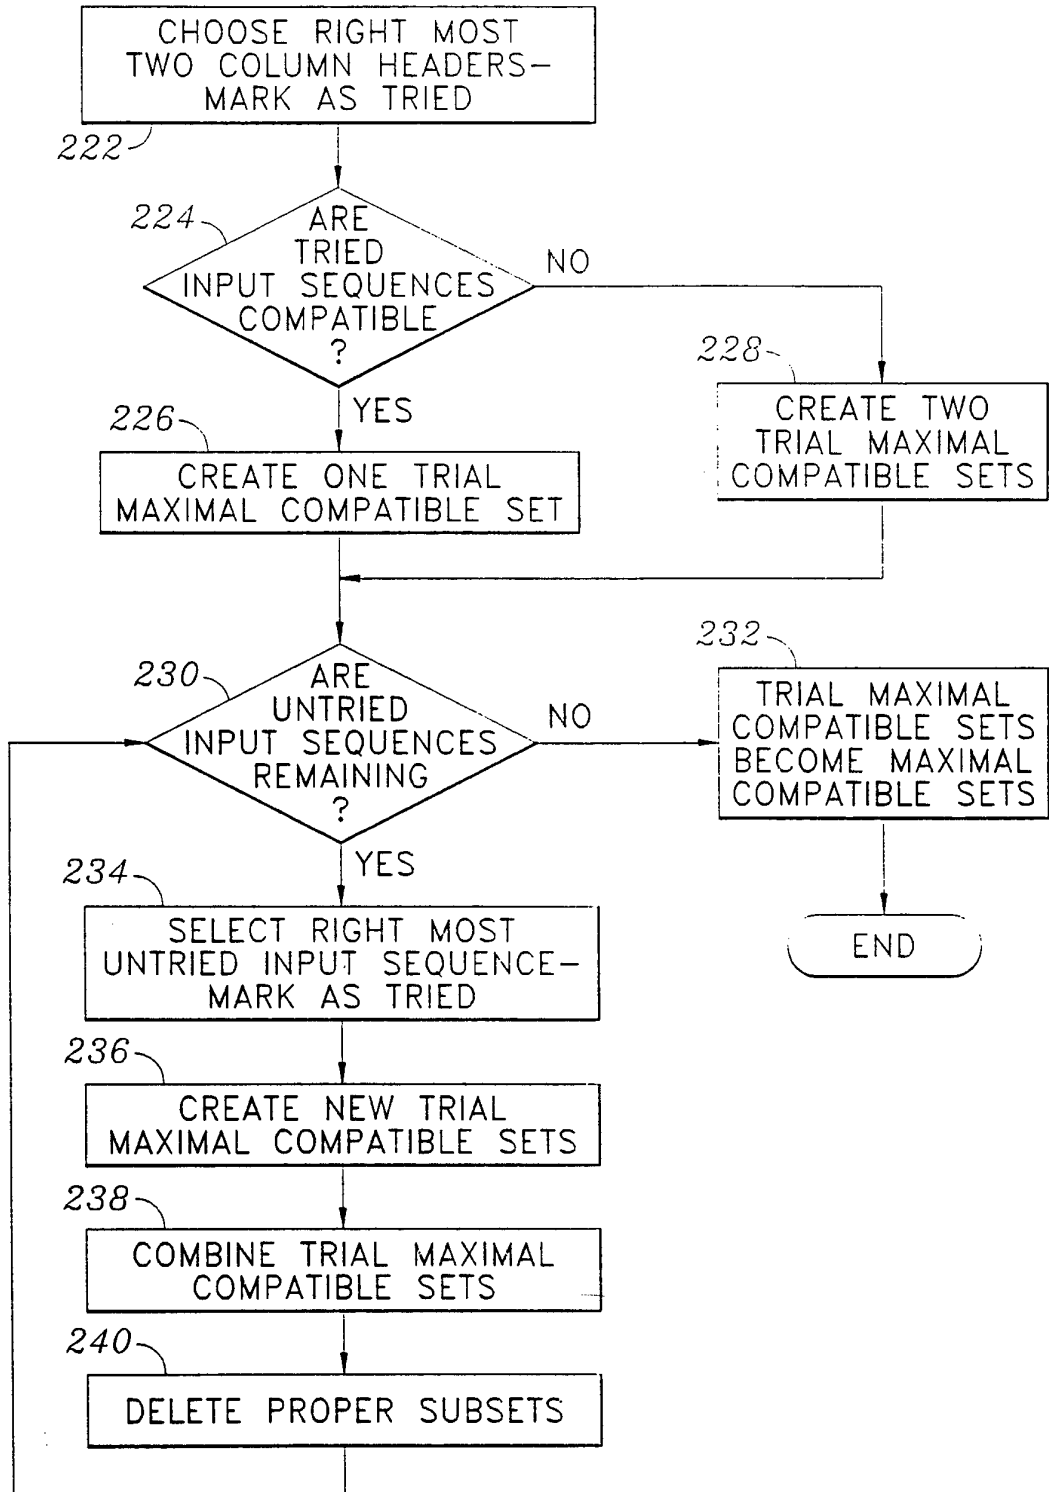 CHOOSE RIGHT MOST
TWO COLUMN HEADERS-
MARK AS TRIED
222
224
ARE
TRIED
INPUT SEQUENCES
COMPATIBLE
?
NO
YES
226
CREATE ONE TRIAL
MAXIMAL COMPATIBLE SET
228
CREATE TWO
TRIAL MAXIMAL
COMPATIBLE SETS
230
ARE
UNTRIED
INPUT SEQUENCES
REMAINING
?
NO
YES
232
TRIAL MAXIMAL
COMPATIBLE SETS
BECOME MAXIMAL
COMPATIBLE SETS
END
234
SELECT RIGHT MOST
UNTRIED INPUT SEQUENCE-
MARK AS TRIED
236
CREATE NEW TRIAL
MAXIMAL COMPATIBLE SETS
238
COMBINE TRIAL MAXIMAL
COMPATIBLE SETS
240
DELETE PROPER SUBSETS